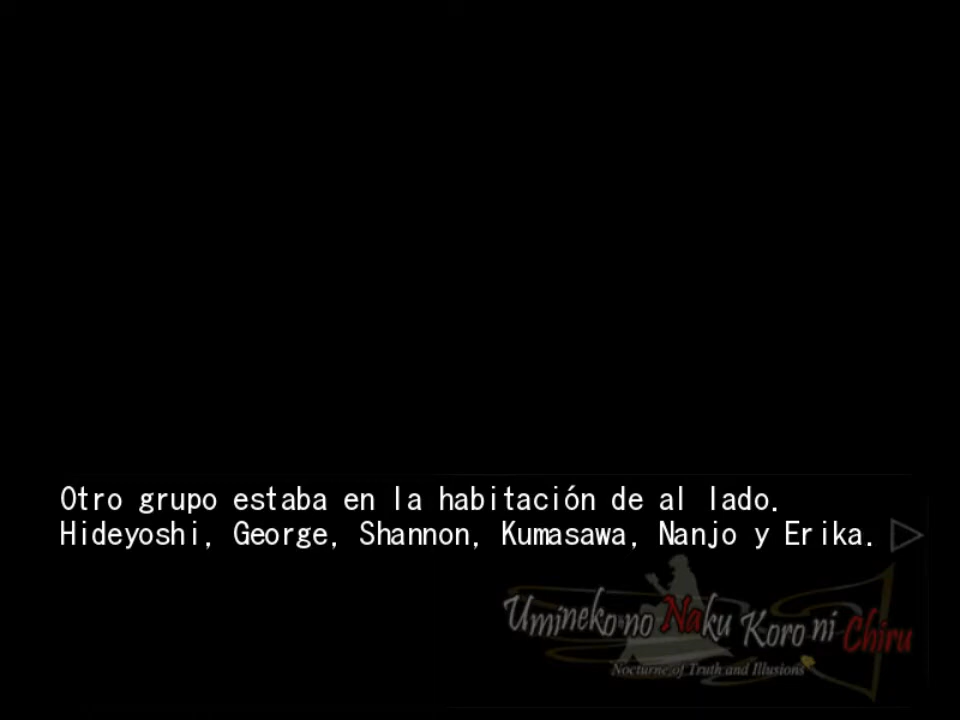 Otro grupo estaba en la habitación de al lado.
Hideyoshi, George, Shannon, Kumasawa, Nanjo y Erika.
Umineko no Naku Koro ni Chiru
Nocturne of Truth and Illusions